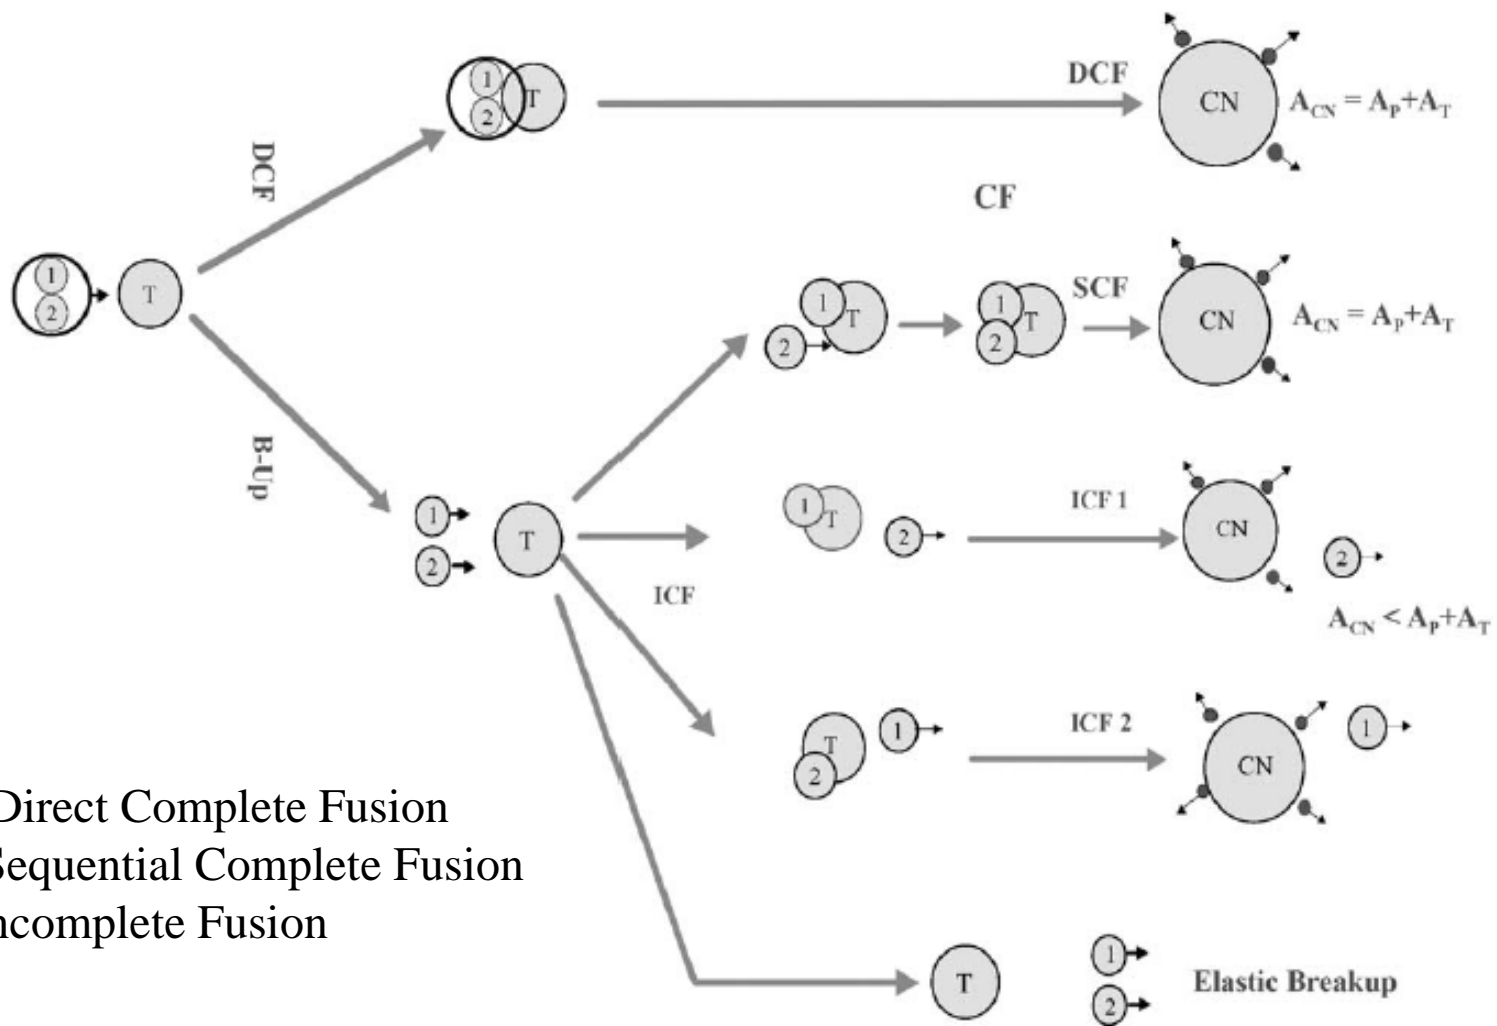 DCF
CN
A_CN = A_P+A_T
1
2
T
DCF
CF
1
2
T
1
T
2
1
2
T
SCF
CN
A_CN = A_P+A_T
B-Up
1
2
T
1
T
2
ICF 1
CN
2
A_CN < A_P+A_T
ICF
T
2
1
ICF 2
CN
1
Direct Complete Fusion
Sequential Complete Fusion
ncomplete Fusion
T
1
2
Elastic Breakup